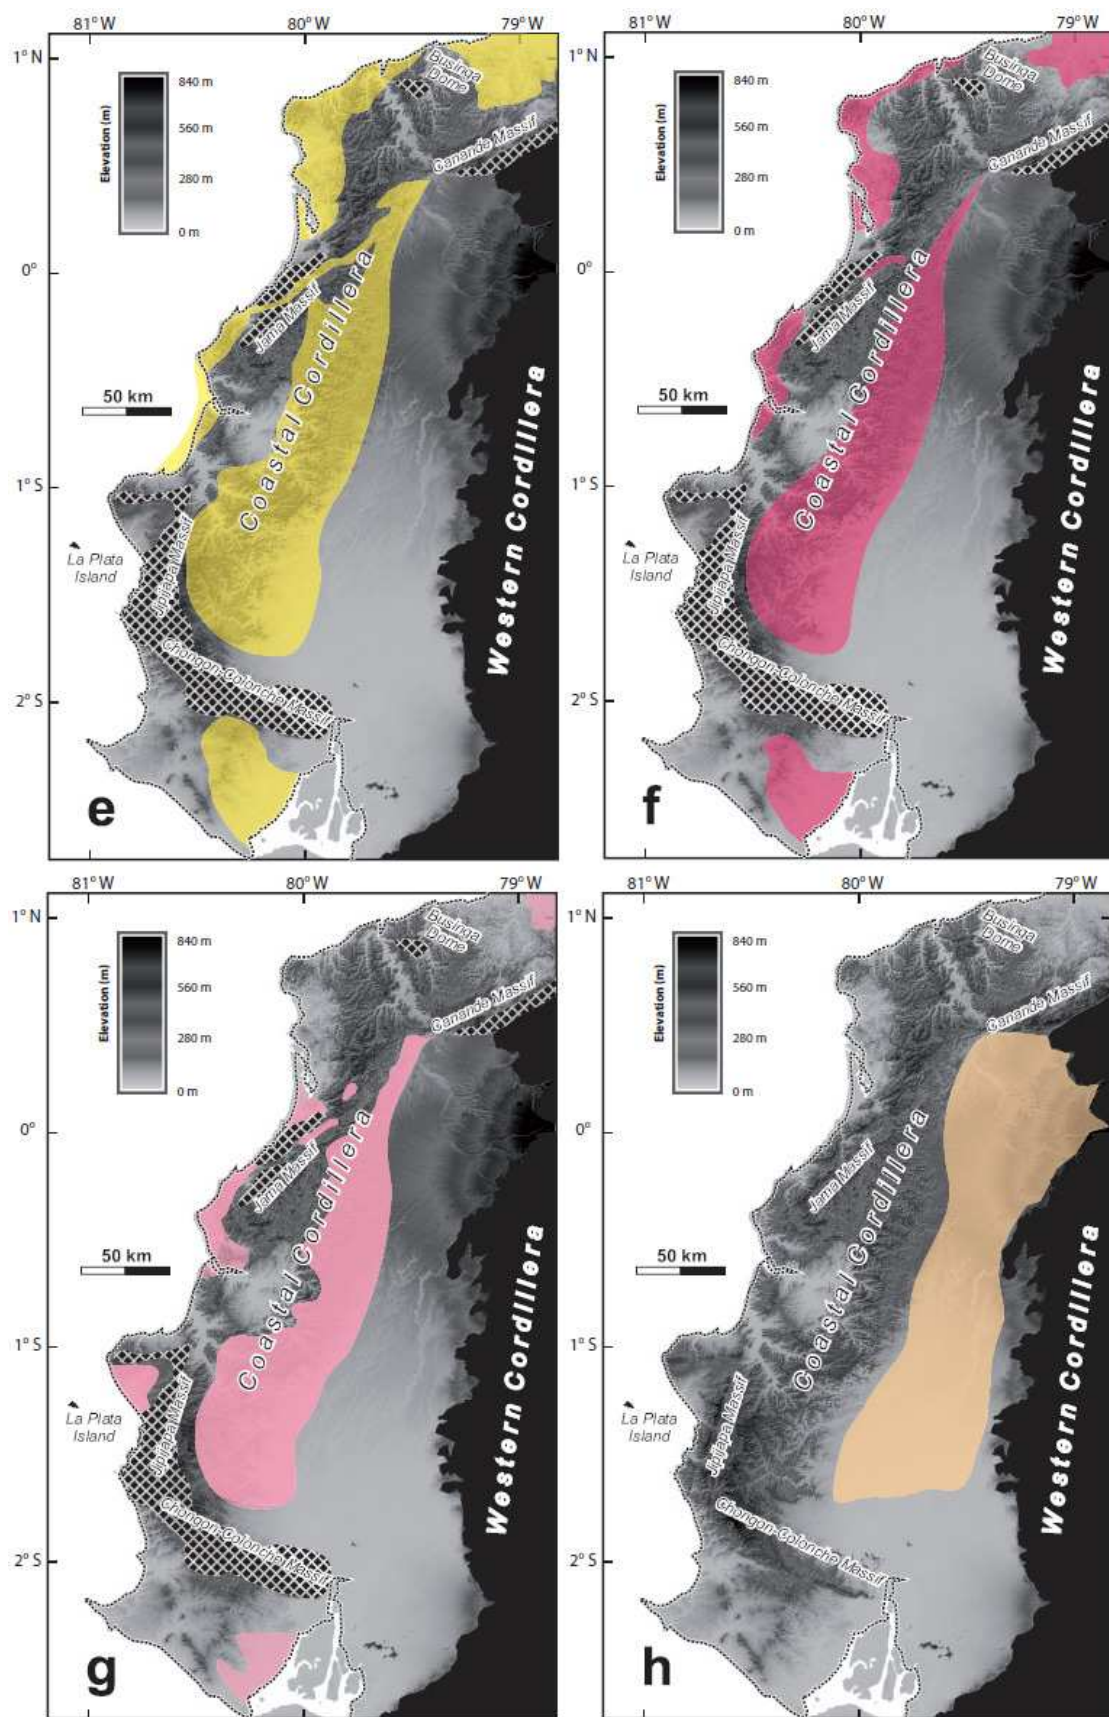 81°W 80°W 79°W
1° N
0°
1° S
2° S
Elevation (m)
840 m
560 m
280 m
0 m
Businga
Dome
Canande Massif
Jama Massif
Coastal Cordillera
50 km
La Plata
Island
Jipijapa Massif
Chongon-Colonche Massif
Western Cordillera
e
81°W 80°W 79°W
1° N
0°
1° S
2° S
Elevation (m)
840 m
560 m
280 m
0 m
Businga
Dome
Canande Massif
Jama Massif
Coastal Cordillera
50 km
La Plata
Island
Jipijapa Massif
Chongon-Colonche Massif
Western Cordillera
f
81°W 80°W 79°W
1° N
0°
1° S
2° S
Elevation (m)
840 m
560 m
280 m
0 m
Businga
Dome
Canande Massif
Jama Massif
Coastal Cordillera
50 km
La Plata
Island
Jipijapa Massif
Chongon-Colonche Massif
Western Cordillera
g
81°W 80°W 79°W
1° N
0°
1° S
2° S
Elevation (m)
840 m
560 m
280 m
0 m
Businga
Dome
Canande Massif
Jama Massif
Coastal Cordillera
50 km
La Plata
Island
Jipijapa Massif
Chongon-Colonche Massif
Western Cordillera
h